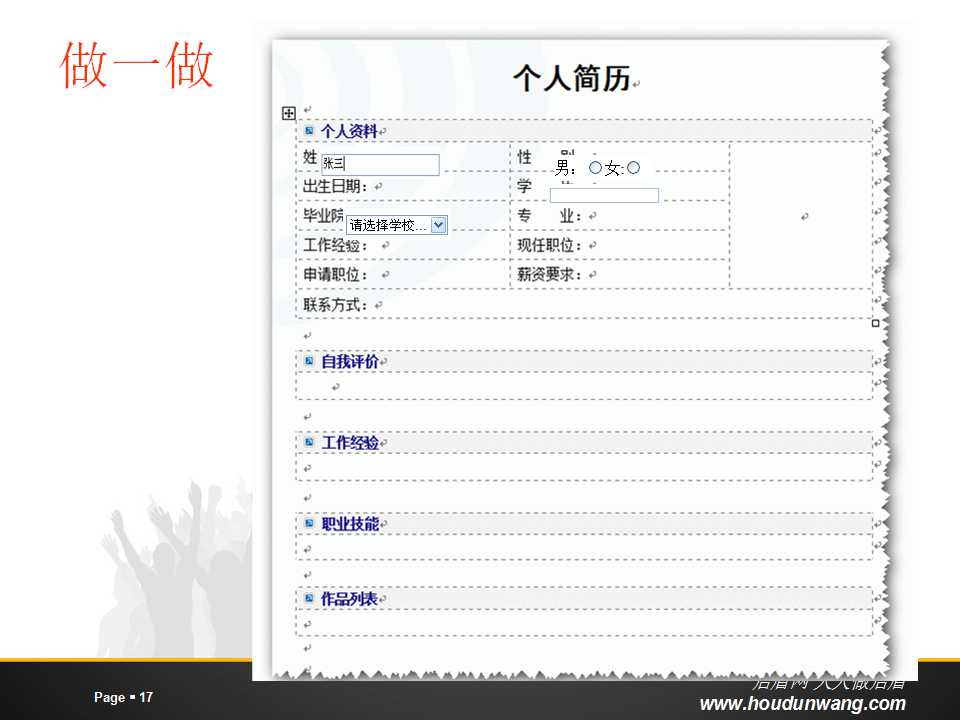 做一做
个人简历
个人资料
姓 张三 性 别 男： 女:
出生日期： 学
毕业院 请选择学校... 专 业：
工作经验： 现任职位：
申请职位： 薪资要求：
联系方式：
自我评价
工作经验
职业技能
作品列表
后盾网 人人做后盾
Page ▪ 17
www.houdunwang.com